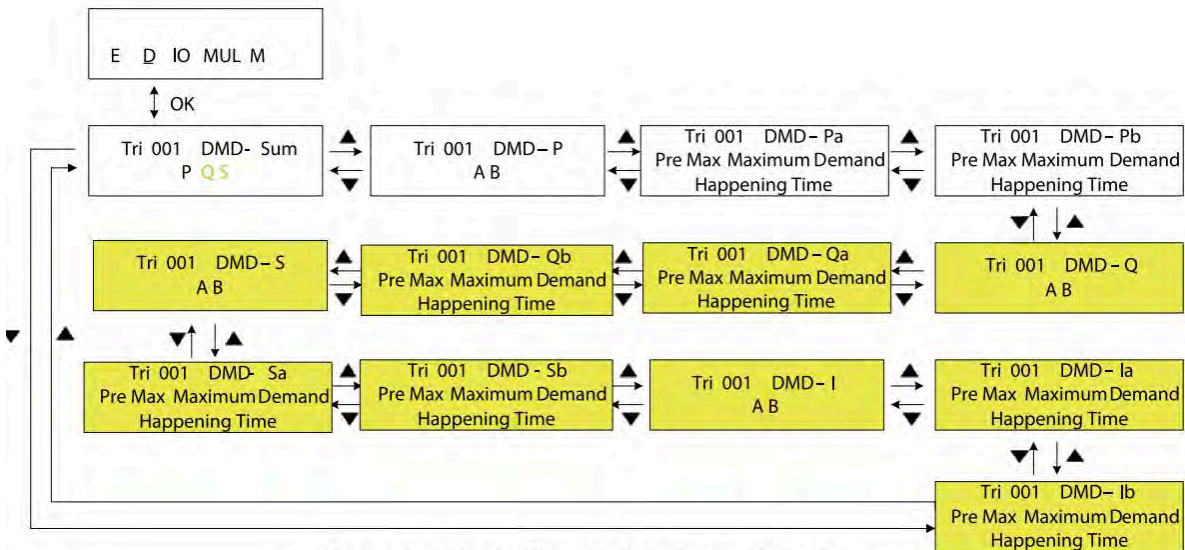 E D IO MUL M
OK
Tri 001 DMD- Sum
P Q S
Tri 001 DMD–P
A B
Tri 001 DMD– Pa
Pre Max Maximum Demand
Happening Time
Tri 001 DMD– Pb
Pre Max Maximum Demand
Happening Time
Tri 001 DMD–S
A B
Tri 001 DMD– Qb
Pre Max Maximum Demand
Happening Time
Tri 001 DMD– Qa
Pre Max Maximum Demand
Happening Time
Tri 001 DMD–Q
A B
Tri 001 DMD- Sa
Pre Max Maximum Demand
Happening Time
Tri 001 DMD - Sb
Pre Max Maximum Demand
Happening Time
Tri 001 DMD–I
A B
Tri 001 DMD– Ia
Pre Max Maximum Demand
Happening Time
Tri 001 DMD– Ib
Pre Max Maximum Demand
Happening Time